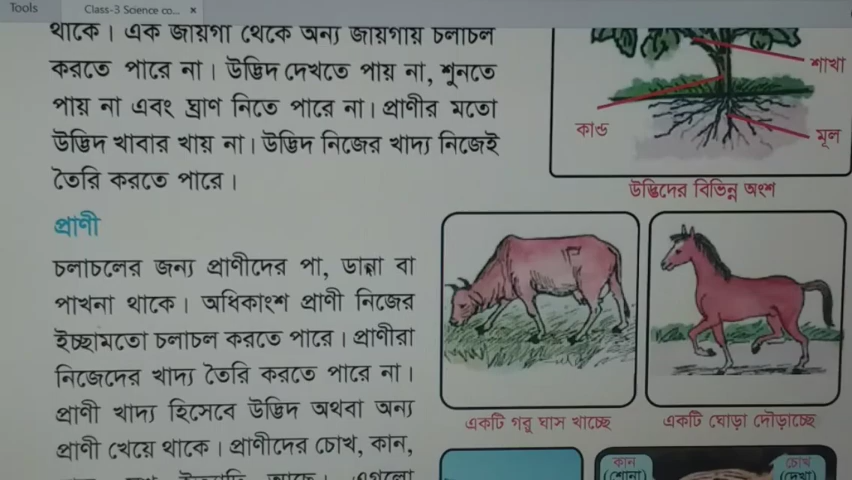 Tools
Class-3 Science co...
থাকে। এক জায়গা থেকে অন্য জায়গায় চলাচল
করতে পারে না। উদ্ভিদ দেখতে পায় না, শুনতে
পায় না এবং ঘ্রাণ নিতে পারে না। প্রাণীর মতো
উদ্ভিদ খাবার খায় না। উদ্ভিদ নিজের খাদ্য নিজেই
তৈরি করতে পারে।
শাখা
কান্ড
মূল
উদ্ভিদের বিভিন্ন অংশ
প্রাণী
চলাচলের জন্য প্রাণীদের পা, ডানা বা
পাখনা থাকে। অধিকাংশ প্রাণী নিজের
ইচ্ছামতো চলাচল করতে পারে। প্রাণীরা
নিজেদের খাদ্য তৈরি করতে পারে না।
প্রাণী খাদ্য হিসেবে উদ্ভিদ অথবা অন্য
প্রাণী খেয়ে থাকে। প্রাণীদের চোখ, কান,
একটি গরু ঘাস খাচ্ছে
একটি ঘোড়া দৌড়াচ্ছে
কান
(শোনা)
চোখ
(দেখা)